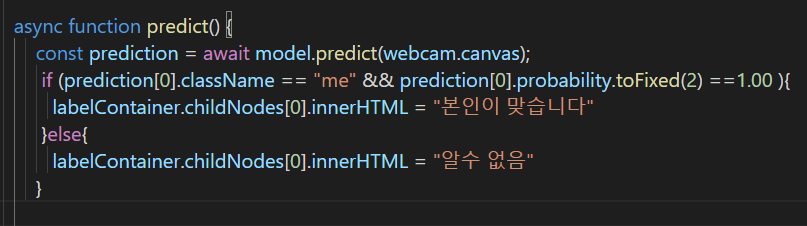 async function predict() {
const prediction = await model.predict(webcam.canvas);
if (prediction[0].className == "me" && prediction[0].probability.toFixed(2) ==1.00 ){
labelContainer.childNodes[0].innerHTML = "본인이 맞습니다"
}else{
labelContainer.childNodes[0].innerHTML = "알수 없음"
}